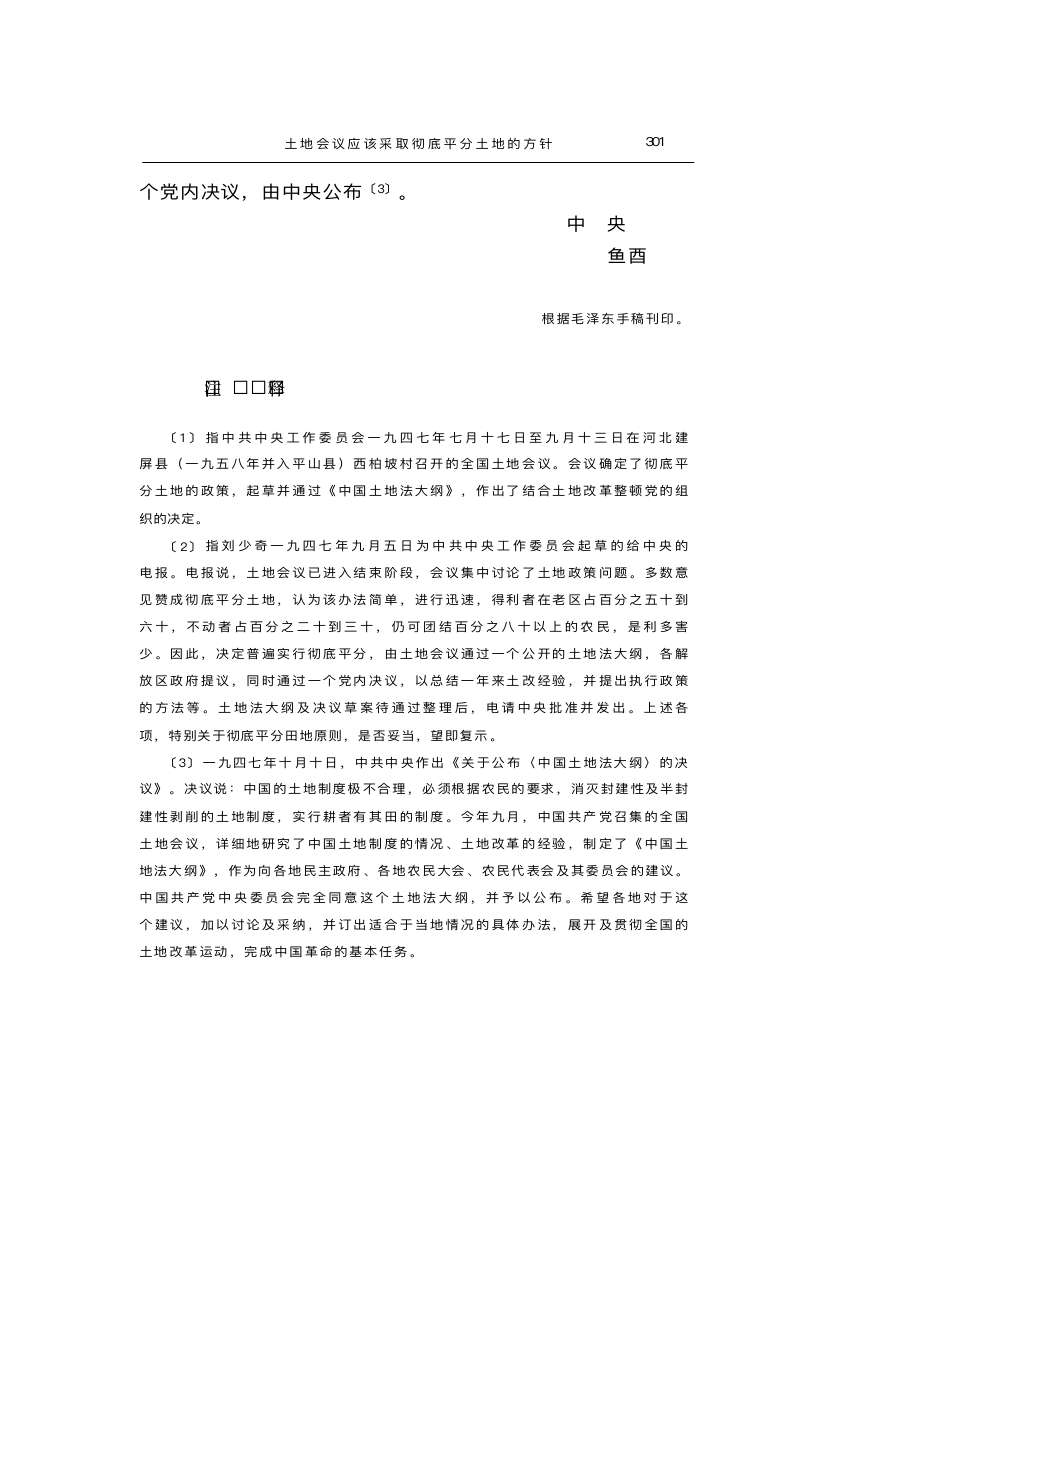 土地会议应该采取彻底平分土地的方针 301
个党内决议，由中央公布〔3〕。
中　央
鱼酉
根据毛泽东手稿刊印。
注 □□释
〔1〕指中共中央工作委员会一九四七年七月十七日至九月十三日在河北建
屏县（一九五八年并入平山县）西柏坡村召开的全国土地会议。会议确定了彻底平
分土地的政策，起草并通过《中国土地法大纲》，作出了结合土地改革整顿党的组
织的决定。
〔2〕指刘少奇一九四七年九月五日为中共中央工作委员会起草的给中央的
电报。电报说，土地会议已进入结束阶段，会议集中讨论了土地政策问题。多数意
见赞成彻底平分土地，认为该办法简单，进行迅速，得利者在老区占百分之五十到
六十，不动者占百分之二十到三十，仍可团结百分之八十以上的农民，是利多害
少。因此，决定普遍实行彻底平分，由土地会议通过一个公开的土地法大纲，各解
放区政府提议，同时通过一个党内决议，以总结一年来土改经验，并提出执行政策
的方法等。土地法大纲及决议草案待通过整理后，电请中央批准并发出。上述各
项，特别关于彻底平分田地原则，是否妥当，望即复示。
〔3〕一九四七年十月十日，中共中央作出《关于公布〈中国土地法大纲〉的决
议》。决议说：中国的土地制度极不合理，必须根据农民的要求，消灭封建性及半封
建性剥削的土地制度，实行耕者有其田的制度。今年九月，中国共产党召集的全国
土地会议，详细地研究了中国土地制度的情况、土地改革的经验，制定了《中国土
地法大纲》，作为向各地民主政府、各地农民大会、农民代表会及其委员会的建议。
中国共产党中央委员会完全同意这个土地法大纲，并予以公布。希望各地对于这
个建议，加以讨论及采纳，并订出适合于当地情况的具体办法，展开及贯彻全国的
土地改革运动，完成中国革命的基本任务。